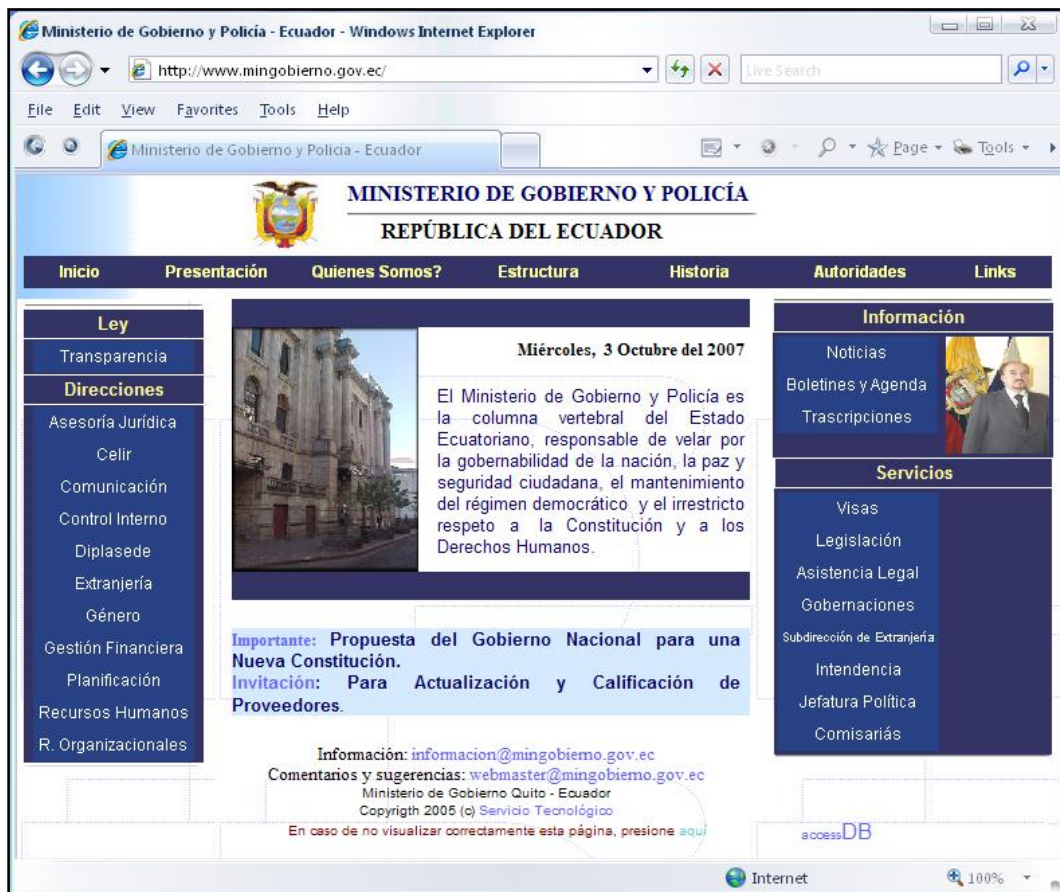 Ministerio de Gobierno y Policía - Ecuador - Windows Internet Explorer
http://www.mingobierno.gov.ec/
Live Search
File Edit View Favorites Tools Help
Ministerio de Gobierno y Policía - Ecuador
Page Tools
MINISTERIO DE GOBIERNO Y POLICÍA
REPÚBLICA DEL ECUADOR
Inicio Presentación Quienes Somos? Estructura Historia Autoridades Links
Ley
Transparencia
Direcciones
Asesoría Jurídica
Celir
Comunicación
Control Interno
Diplasede
Extranjería
Género
Gestión Financiera
Planificación
Recursos Humanos
R. Organizacionales
Miércoles, 3 Octubre del 2007
El Ministerio de Gobierno y Policía es
la columna vertebral del Estado
Ecuatoriano, responsable de velar por
la gobernabilidad de la nación, la paz y
seguridad ciudadana, el mantenimiento
del régimen democrático y el irrestricto
respeto a la Constitución y a los
Derechos Humanos.
Importante: Propuesta del Gobierno Nacional para una
Nueva Constitución.
Invitación: Para Actualización y Calificación de
Proveedores.
Información: informacion@mingobierno.gov.ec
Comentarios y sugerencias: webmaster@mingobierno.gov.ec
Ministerio de Gobierno Quito - Ecuador
Copyrigth 2005 (c) Servicio Tecnológico
En caso de no visualizar correctamente esta página, presione aquí
Información
Noticias
Boletines y Agenda
Trascripciones
Servicios
Visas
Legislación
Asistencia Legal
Gobernaciones
Subdirección de Extranjería
Intendencia
Jefatura Política
Comisariás
accessDB
Internet 100%